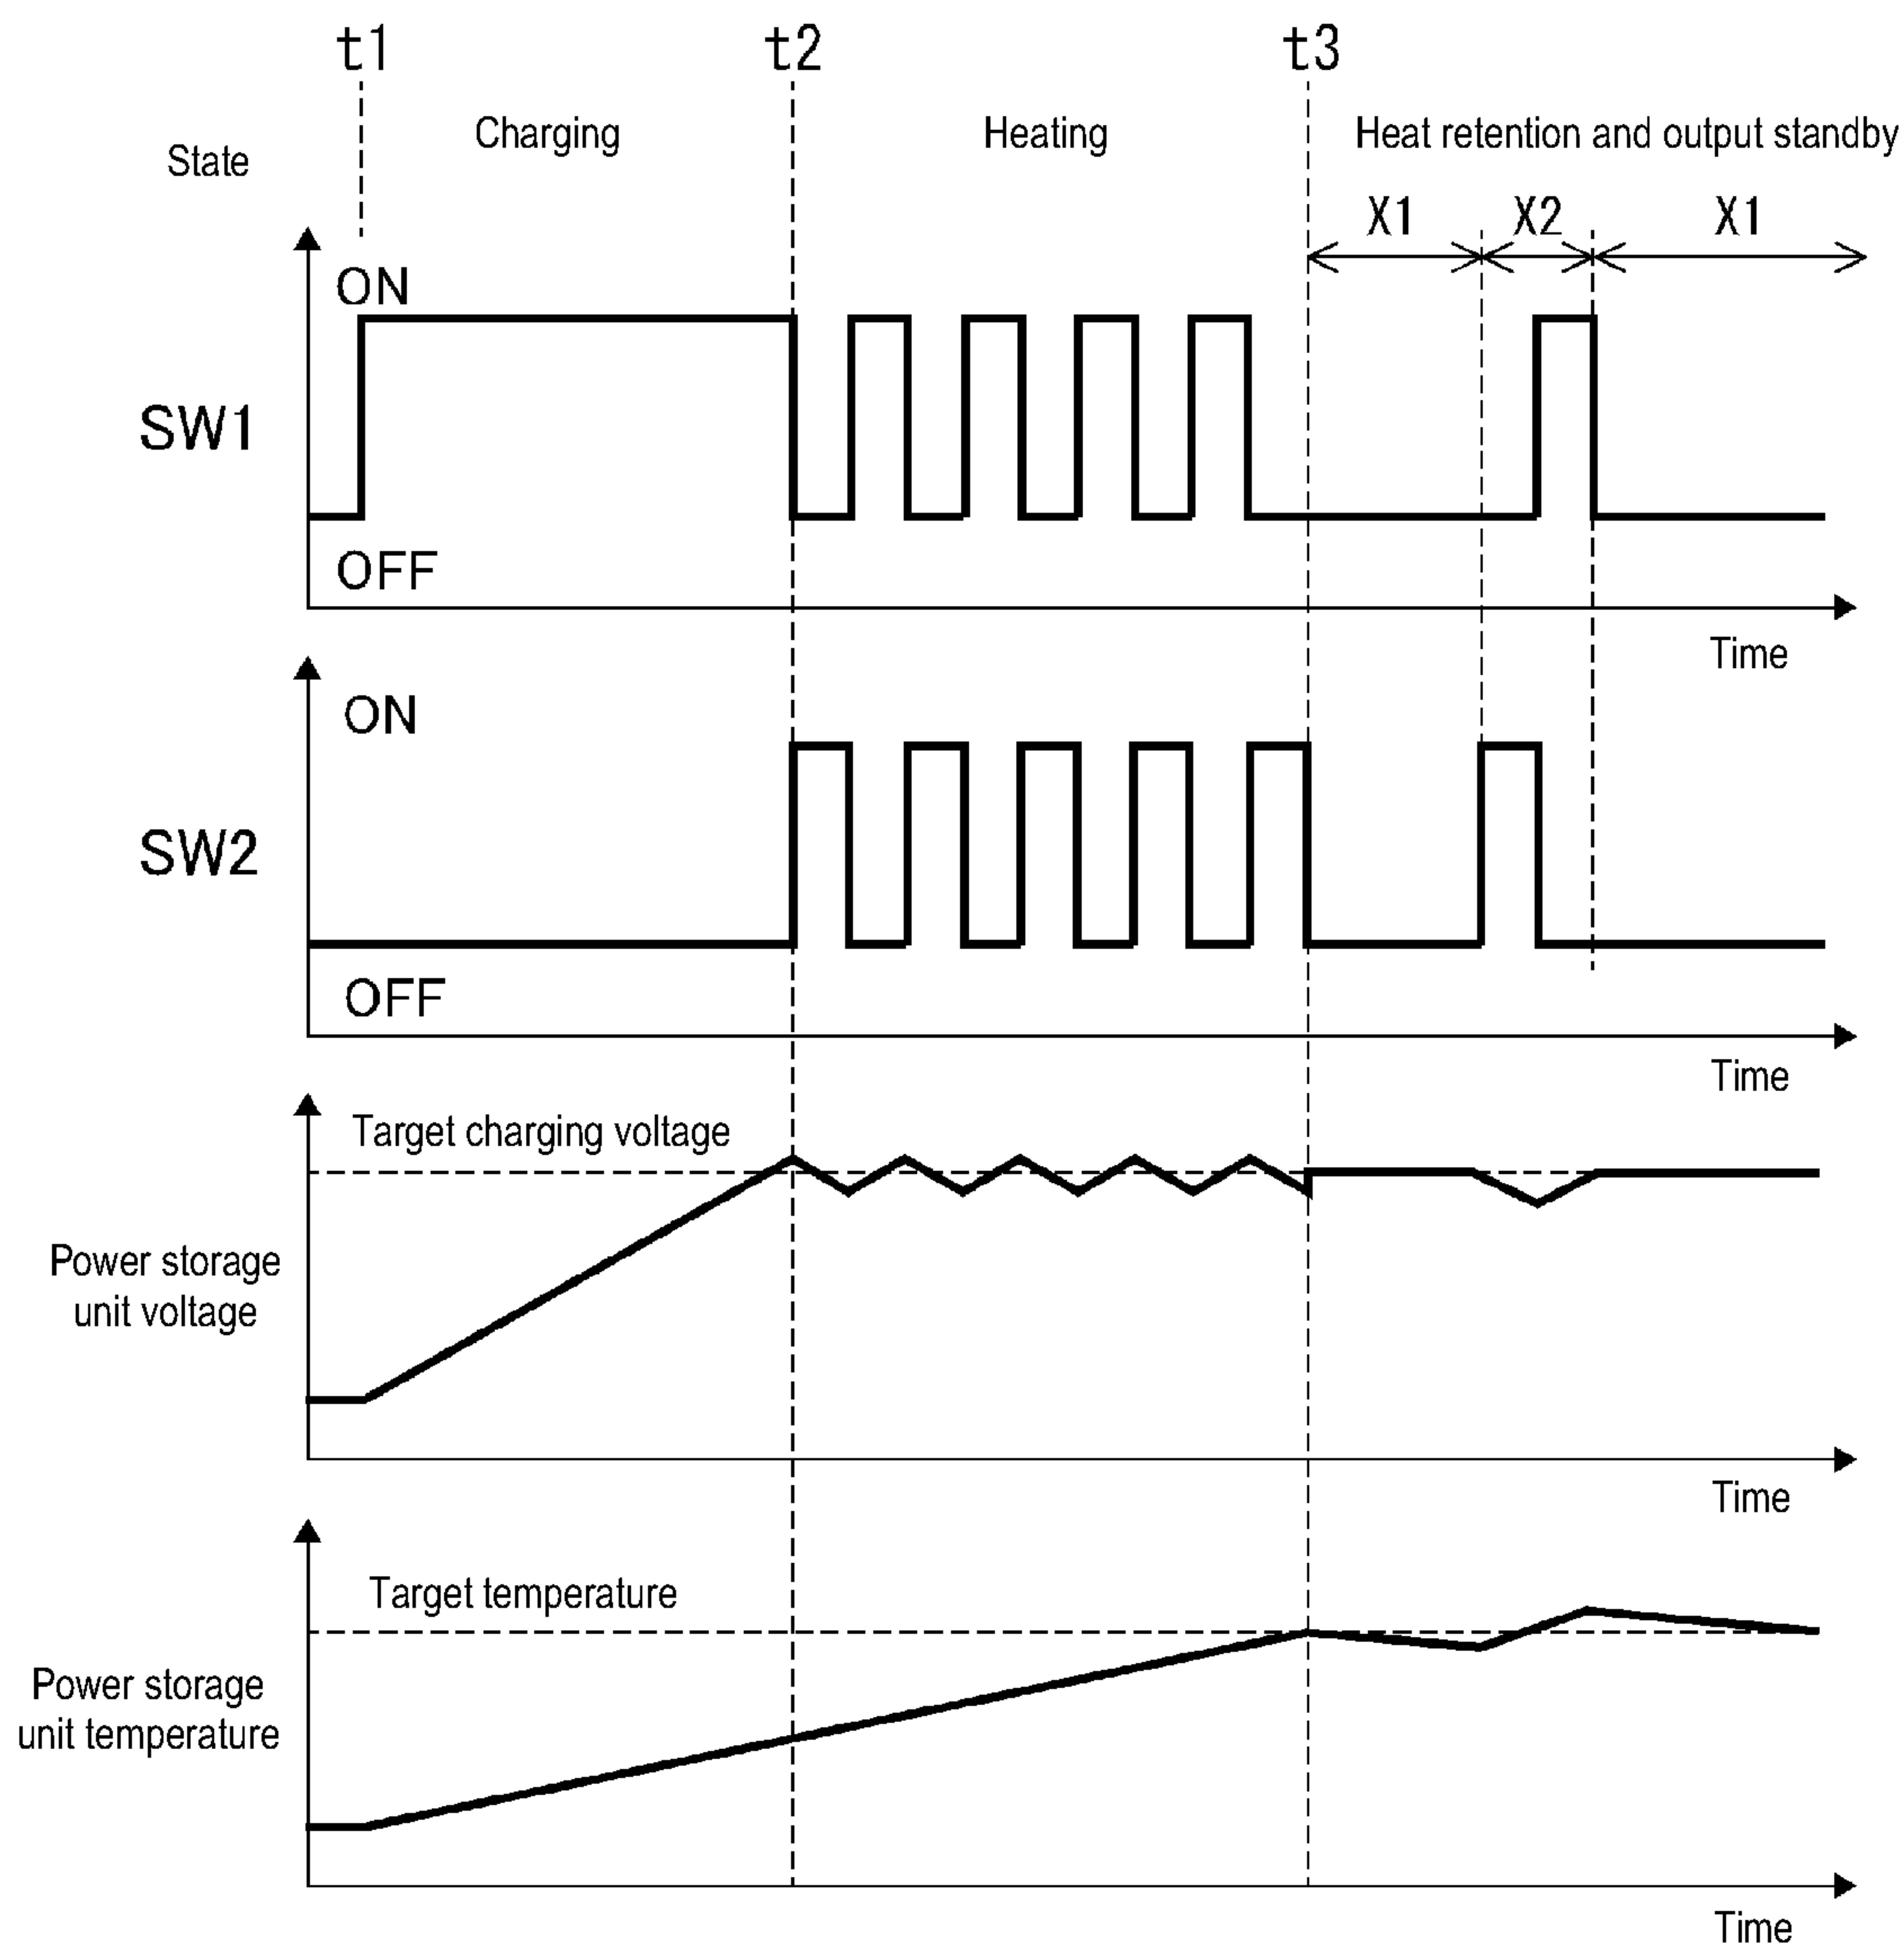 t1
t2
t3
State
Charging
Heating
Heat retention and output standby
X1
X2
X1
ON
SW1
OFF
Time
ON
SW2
OFF
Time
Target charging voltage
Power storage
unit voltage
Time
Target temperature
Power storage
unit temperature
Time